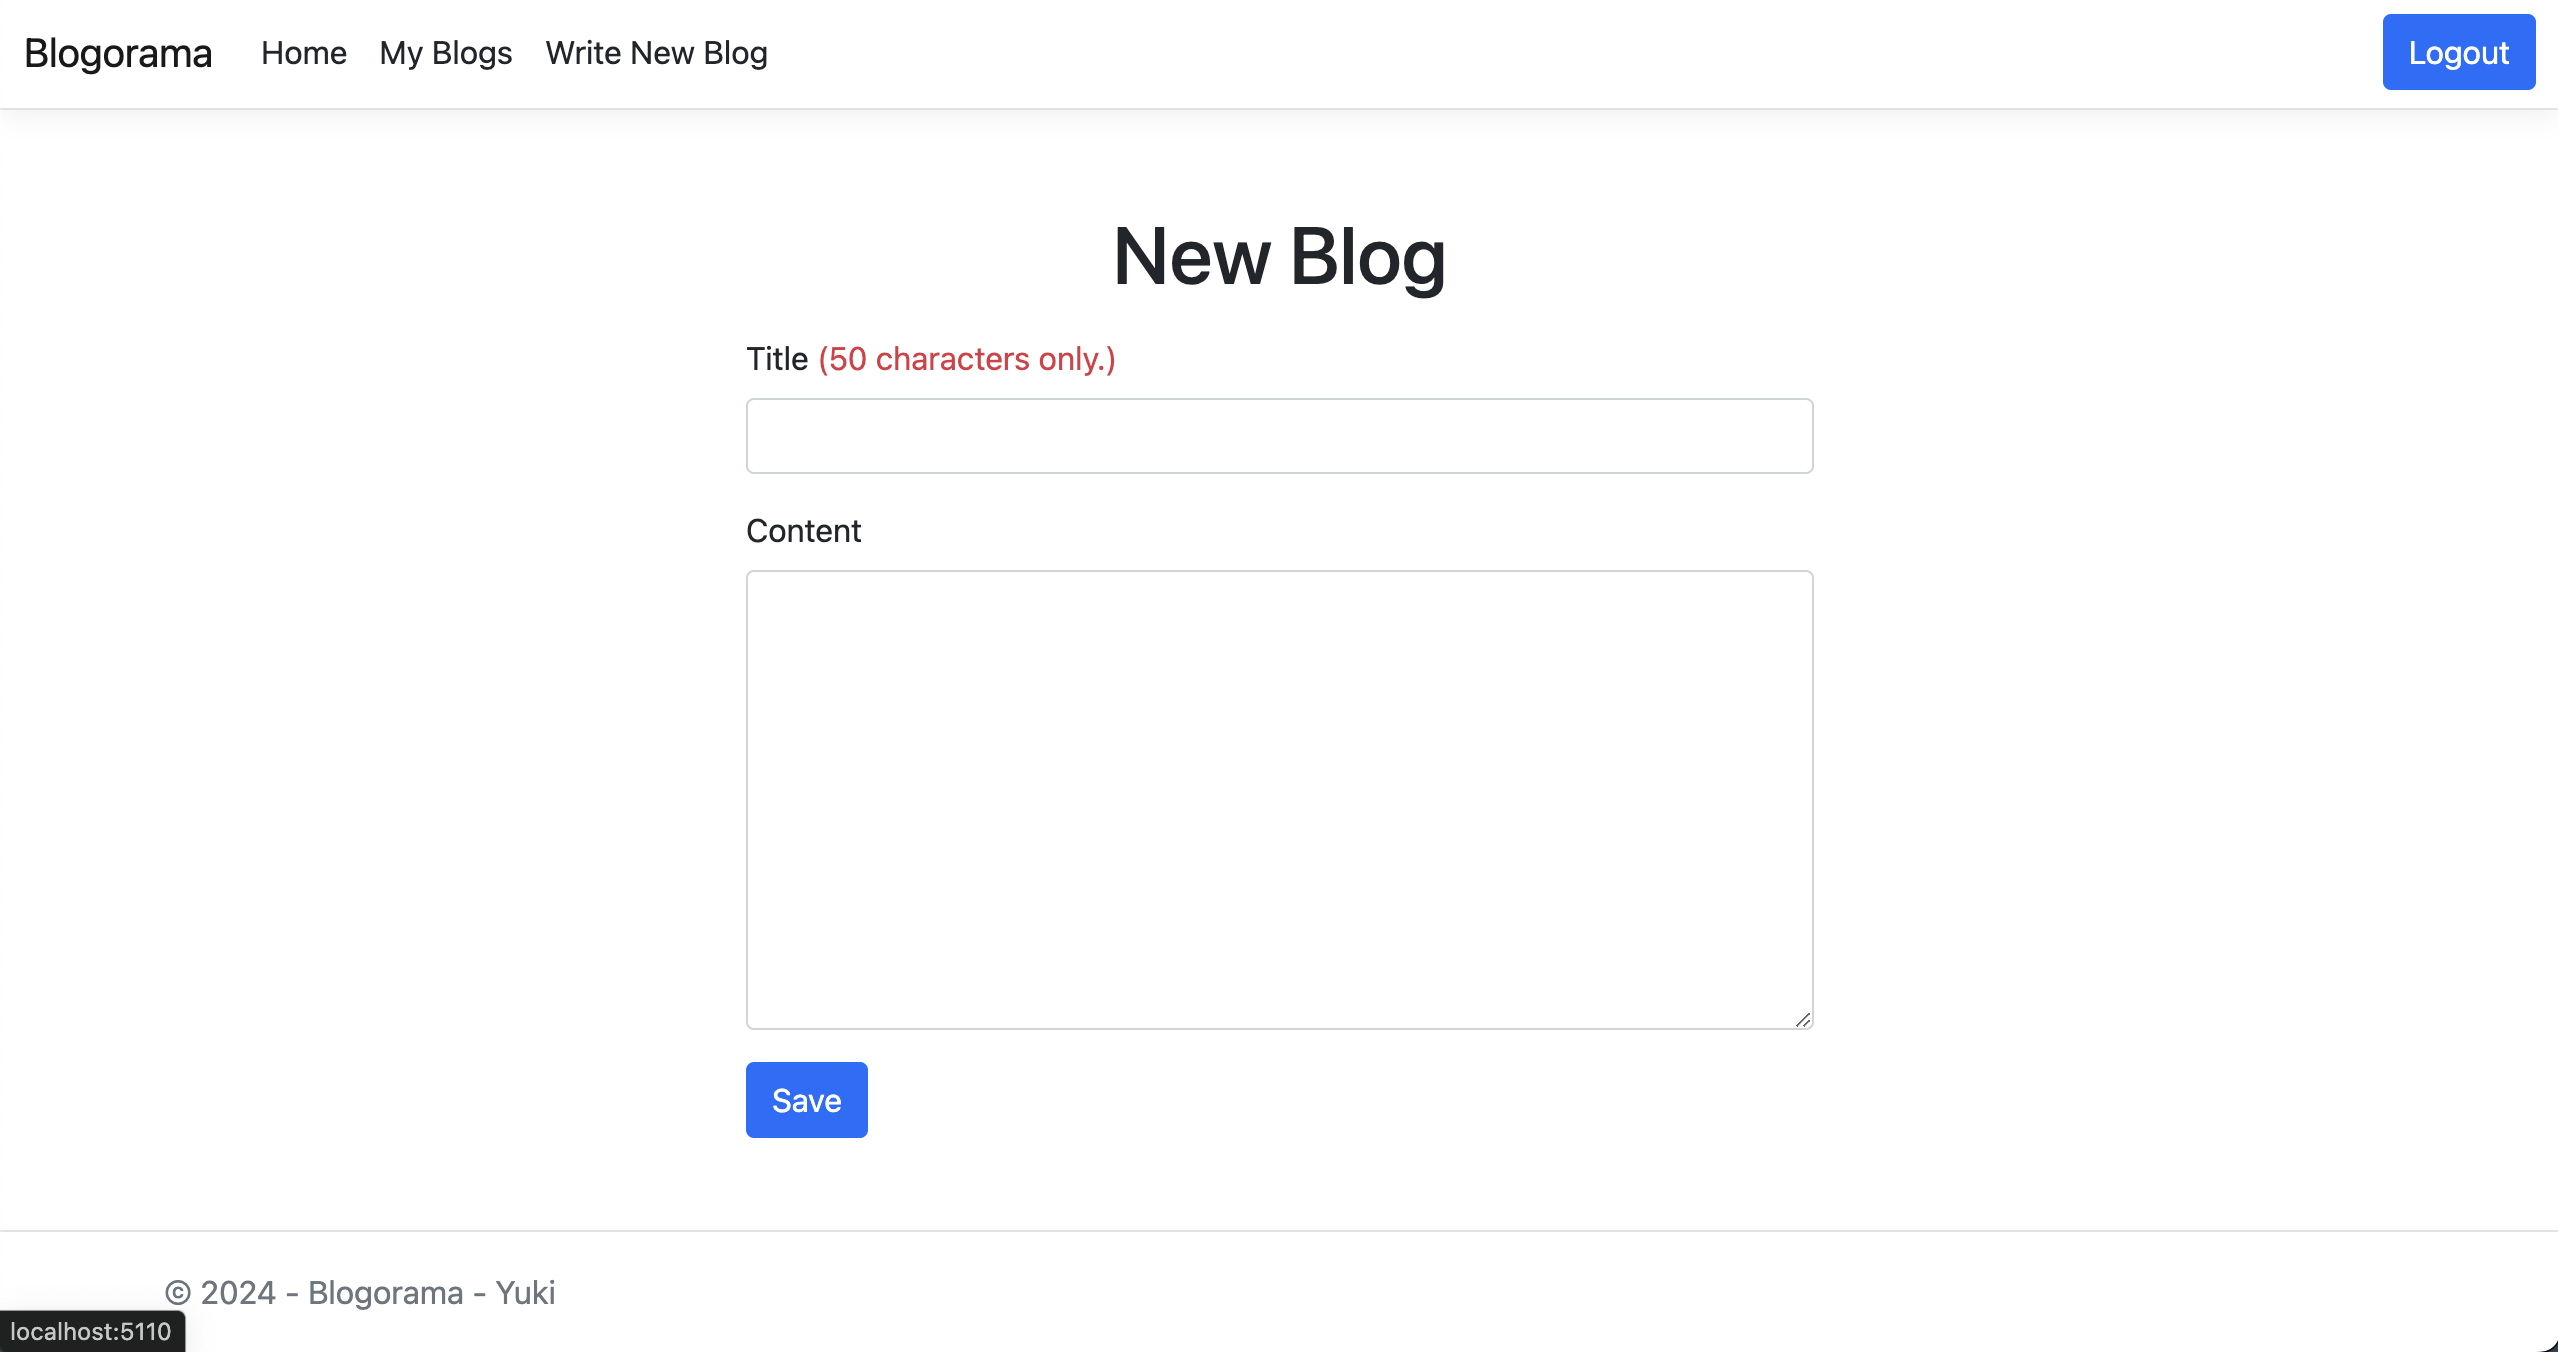 Blogorama Home My Blogs Write New Blog Logout
New Blog
Title (50 characters only.)
Content
Save
© 2024 - Blogorama - Yuki
localhost:5110